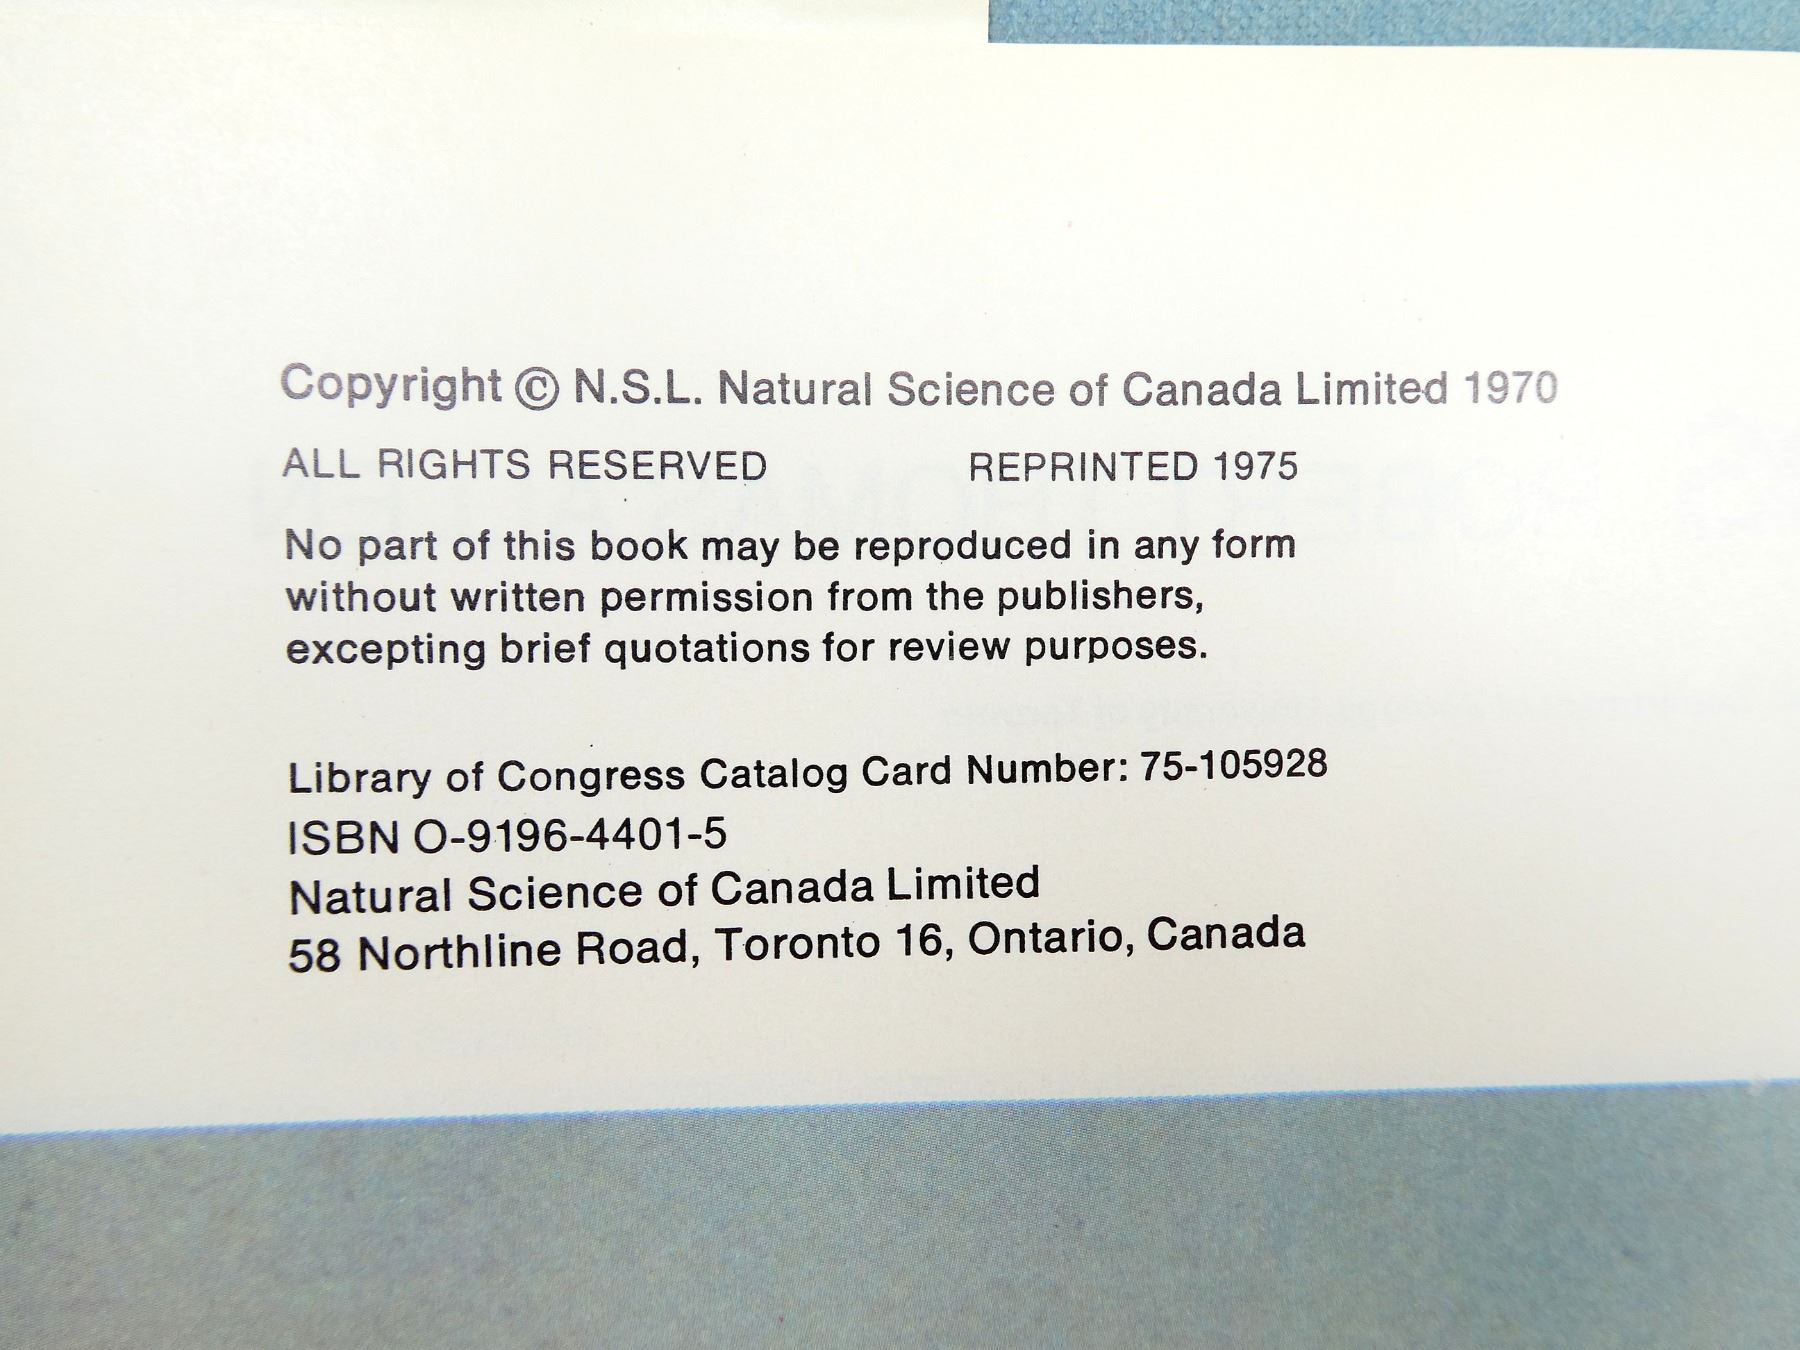 Copyright © N.S.L. Natural Science of Canada Limited 1970
ALL RIGHTS RESERVED REPRINTED 1975
No part of this book may be reproduced in any form
without written permission from the publishers,
excepting brief quotations for review purposes.
Library of Congress Catalog Card Number: 75-105928
ISBN O-9196-4401-5
Natural Science of Canada Limited
58 Northline Road, Toronto 16, Ontario, Canada